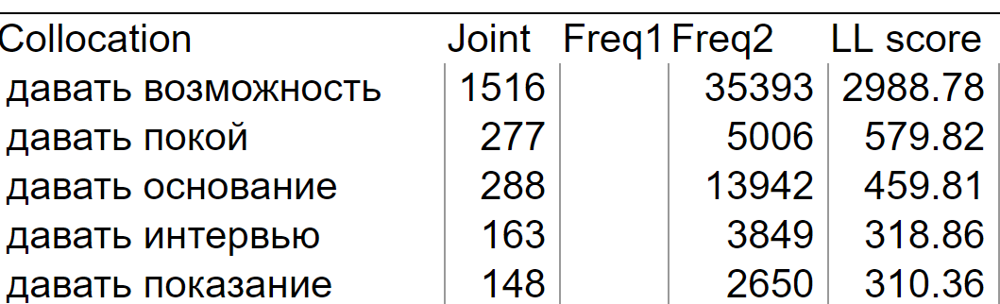 Collocation Joint Freq1 Freq2 LL score
давать возможность 1516 35393 2988.78
давать покой 277 5006 579.82
давать основание 288 13942 459.81
давать интервью 163 3849 318.86
давать показание 148 2650 310.36